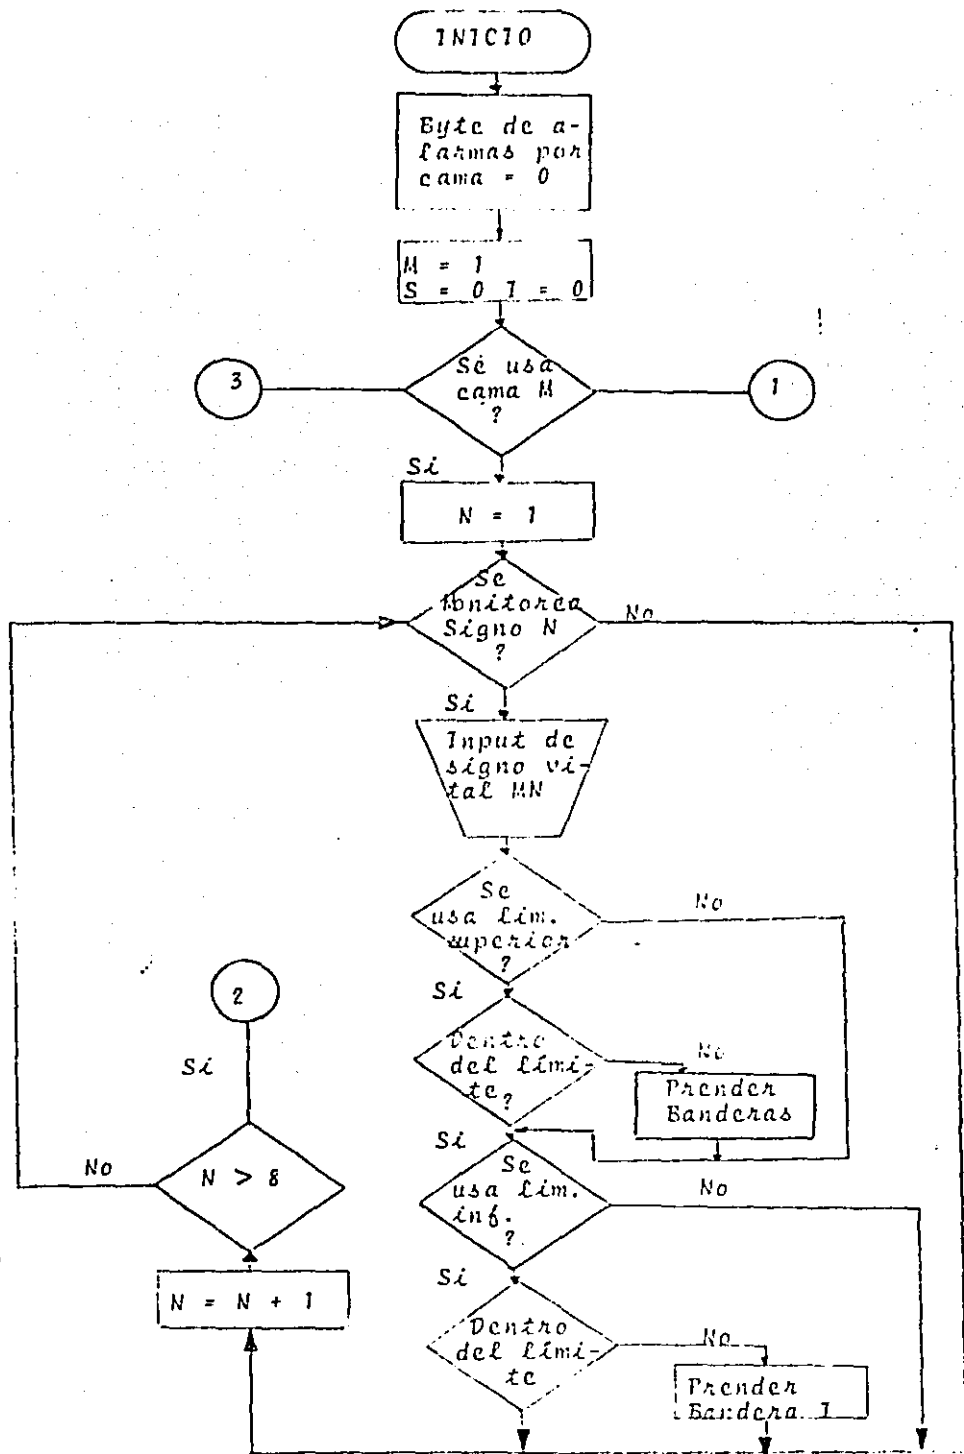 INICIO
Byte de a-
larmas por
cama = 0
M = 1
S = 0 I = 0
Se usa
cama M
?
3
1
Si
N = 1
Se
Monitorea
Signo N
?
No
Si
Input de
signo vi-
tal MN
Se
usa lim.
superior
?
No
Si
Dentro
del lími-
te?
No
Prender
Banderas
Si
Se
usa lim.
inf.
?
No
Si
Dentro
del lími-
te
No
Prender
Bandera I
2
Si
N > 8
No
N = N + 1